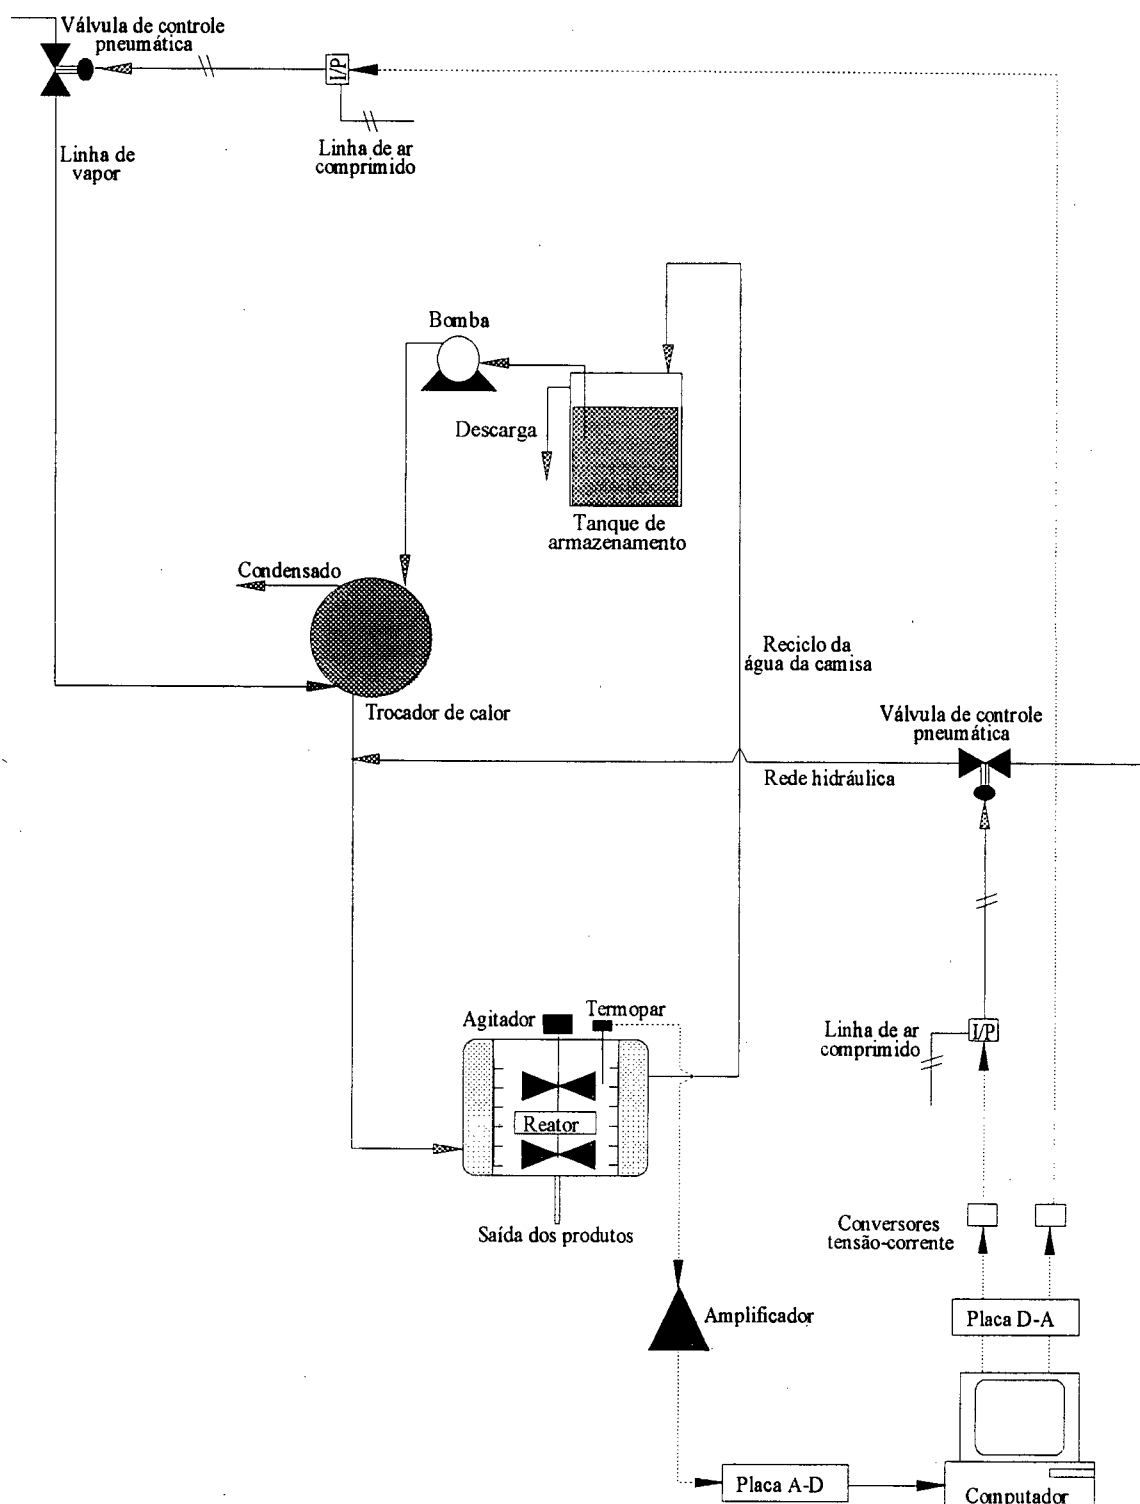 Válvula de controle
pneumática
I/P
Linha de ar
comprimido
Linha de
vapor
Bomba
Descarga
Tanque de
armazenamento
Condensado
Trocador de calor
Reciclo da
água da camisa
Válvula de controle
pneumática
Rede hidráulica
Agitador
Termopar
Reator
Saída dos produtos
Linha de ar
comprimido
I/P
Conversores
tensão-corrente
Amplificador
Placa D-A
Placa A-D
Computador